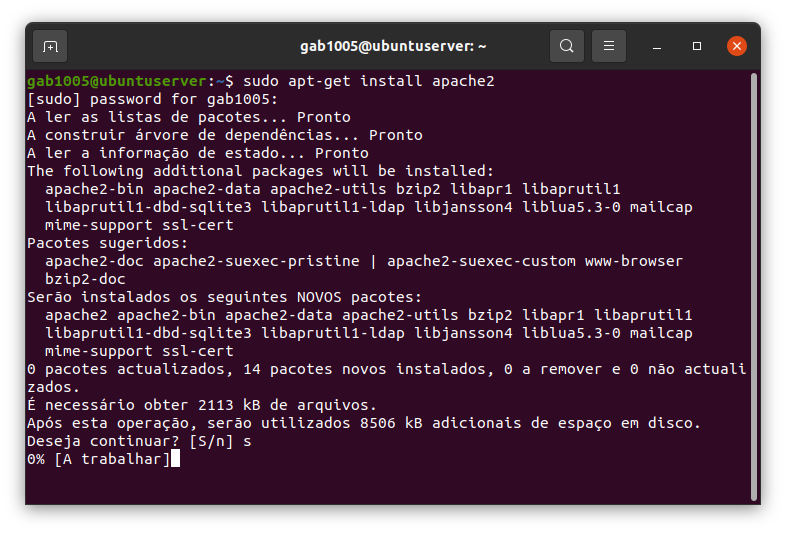 gab1005@ubuntuserver: ~
gab1005@ubuntuserver:~$ sudo apt-get install apache2
[sudo] password for gab1005:
A ler as listas de pacotes... Pronto
A construir árvore de dependências... Pronto
A ler a informação de estado... Pronto
The following additional packages will be installed:
  apache2-bin apache2-data apache2-utils bzip2 libapr1 libaprutil1
  libaprutil1-dbd-sqlite3 libaprutil1-ldap libjansson4 liblua5.3-0 mailcap
  mime-support ssl-cert
Pacotes sugeridos:
  apache2-doc apache2-suexec-pristine | apache2-suexec-custom www-browser
  bzip2-doc
Serão instalados os seguintes NOVOS pacotes:
  apache2 apache2-bin apache2-data apache2-utils bzip2 libapr1 libaprutil1
  libaprutil1-dbd-sqlite3 libaprutil1-ldap libjansson4 liblua5.3-0 mailcap
  mime-support ssl-cert
0 pacotes actualizados, 14 pacotes novos instalados, 0 a remover e 0 não actuali
zados.
É necessário obter 2113 kB de arquivos.
Após esta operação, serão utilizados 8506 kB adicionais de espaço em disco.
Deseja continuar? [S/n] s
0% [A trabalhar]